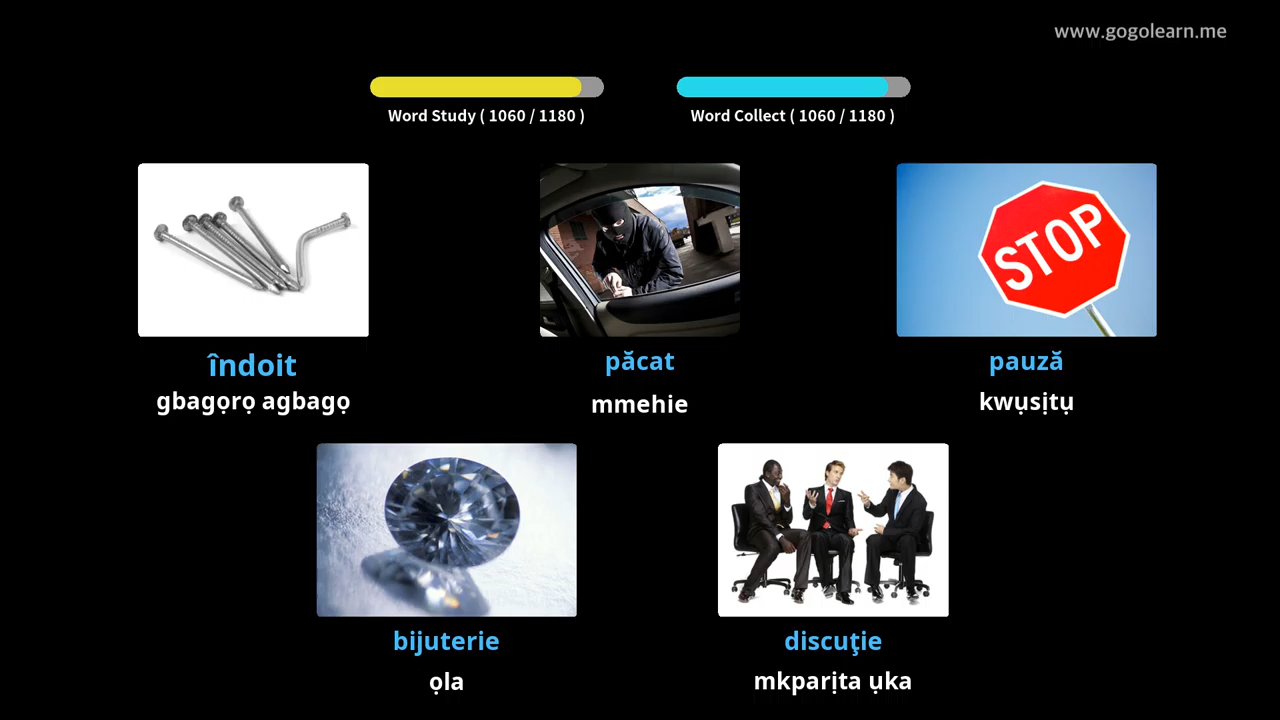 www.gogolearn.me
Word Study ( 1060 / 1180 )
Word Collect ( 1060 / 1180 )
STOP
îndoit
gbagọrọ agbagọ
păcat
mmehie
pauză
kwụsịtụ
bijuterie
ọla
discuţie
mkparịta ụka